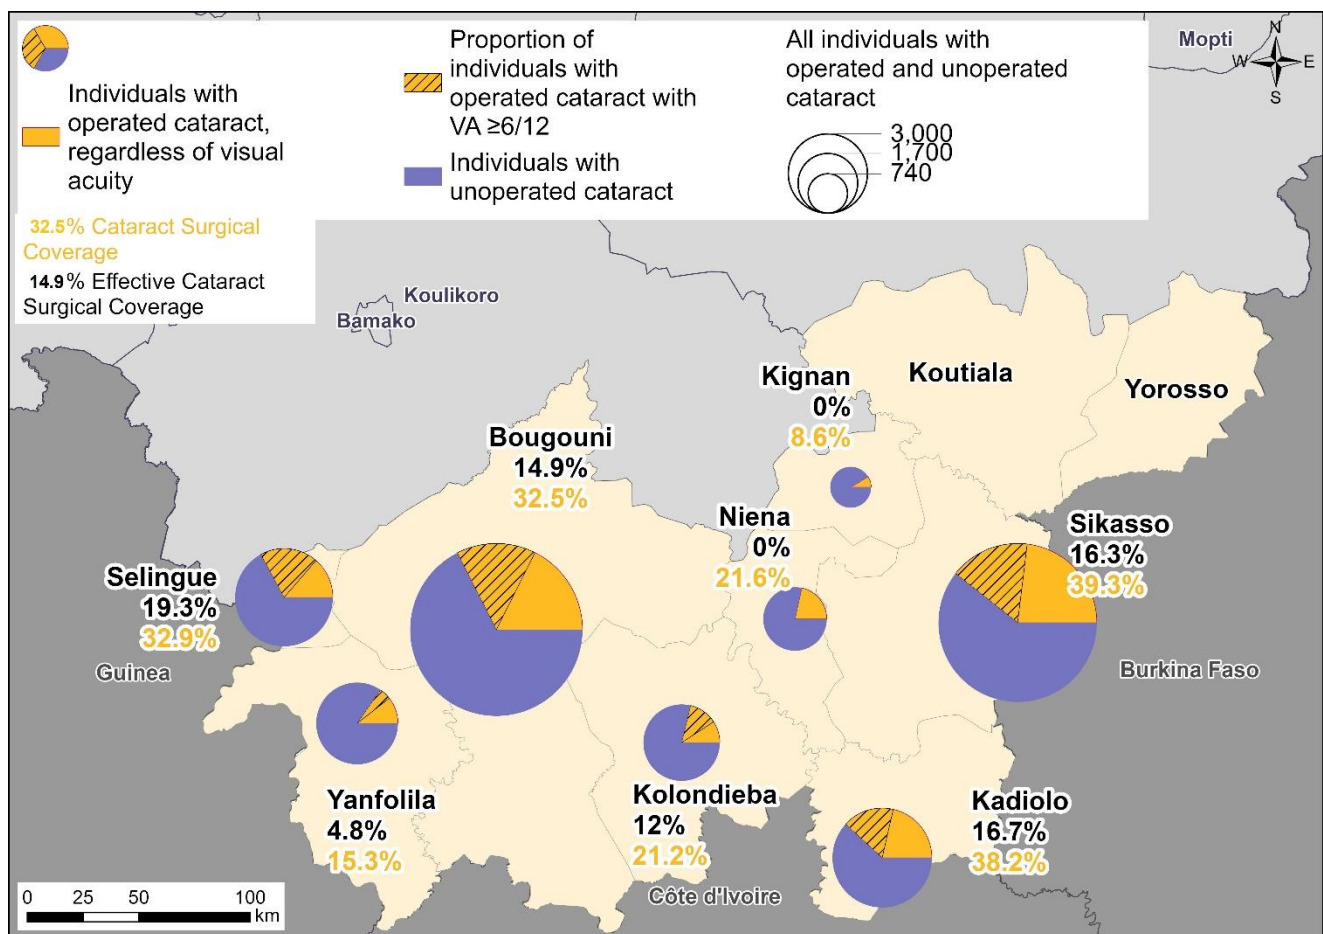 Individuals with
operated cataract,
regardless of visual
acuity
32.5% Cataract Surgical
Coverage
14.9% Effective Cataract
Surgical Coverage
Proportion of
individuals with
operated cataract with
VA ≥6/12
Individuals with
unoperated cataract
All individuals with
operated and unoperated
cataract
3,000
1,700
740
Mopti
N
W
E
S
Koulikoro
Bamako
Kignan
0%
8.6%
Koutiala
Yorosso
Bougouni
14.9%
32.5%
Niena
0%
21.6%
Sikasso
16.3%
39.3%
Selingue
19.3%
32.9%
Guinea
Burkina Faso
Yanfolila
4.8%
15.3%
Kolondieba
12%
21.2%
Kadiolo
16.7%
38.2%
Côte d'Ivoire
0 25 50 100
km